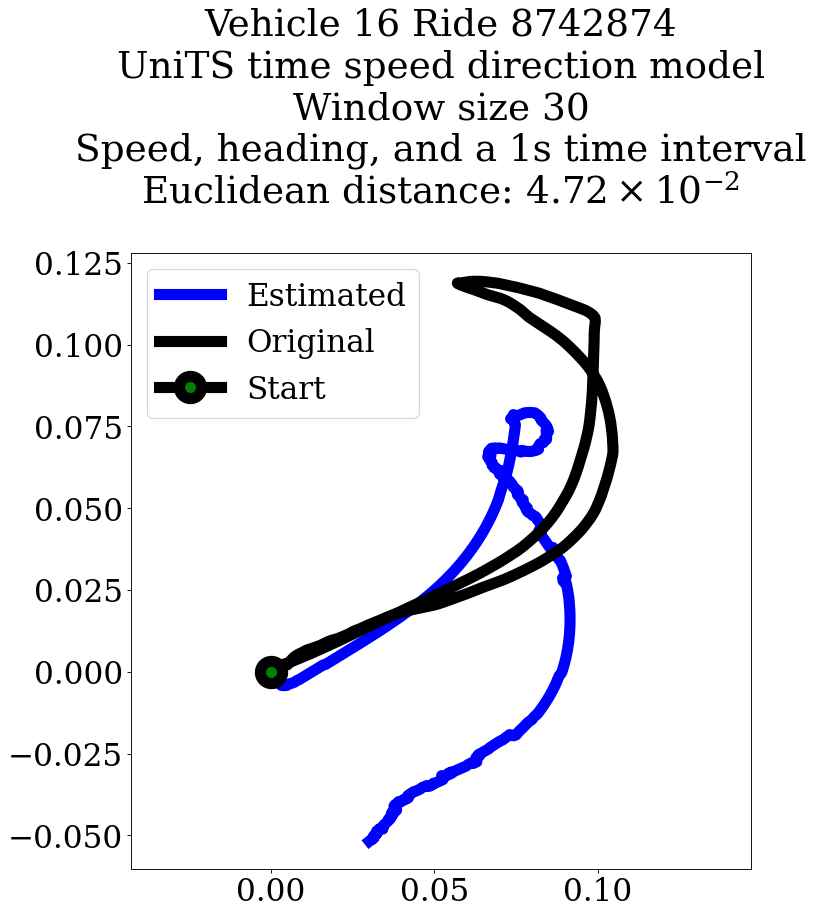 Vehicle 16 Ride 8742874
UniTS time speed direction model
Window size 30
Speed, heading, and a 1s time interval
Euclidean distance: 4.72 × 10⁻²
0.125
0.100
0.075
0.050
0.025
0.000
−0.025
−0.050
Estimated
Original
Start
0.00 0.05 0.10